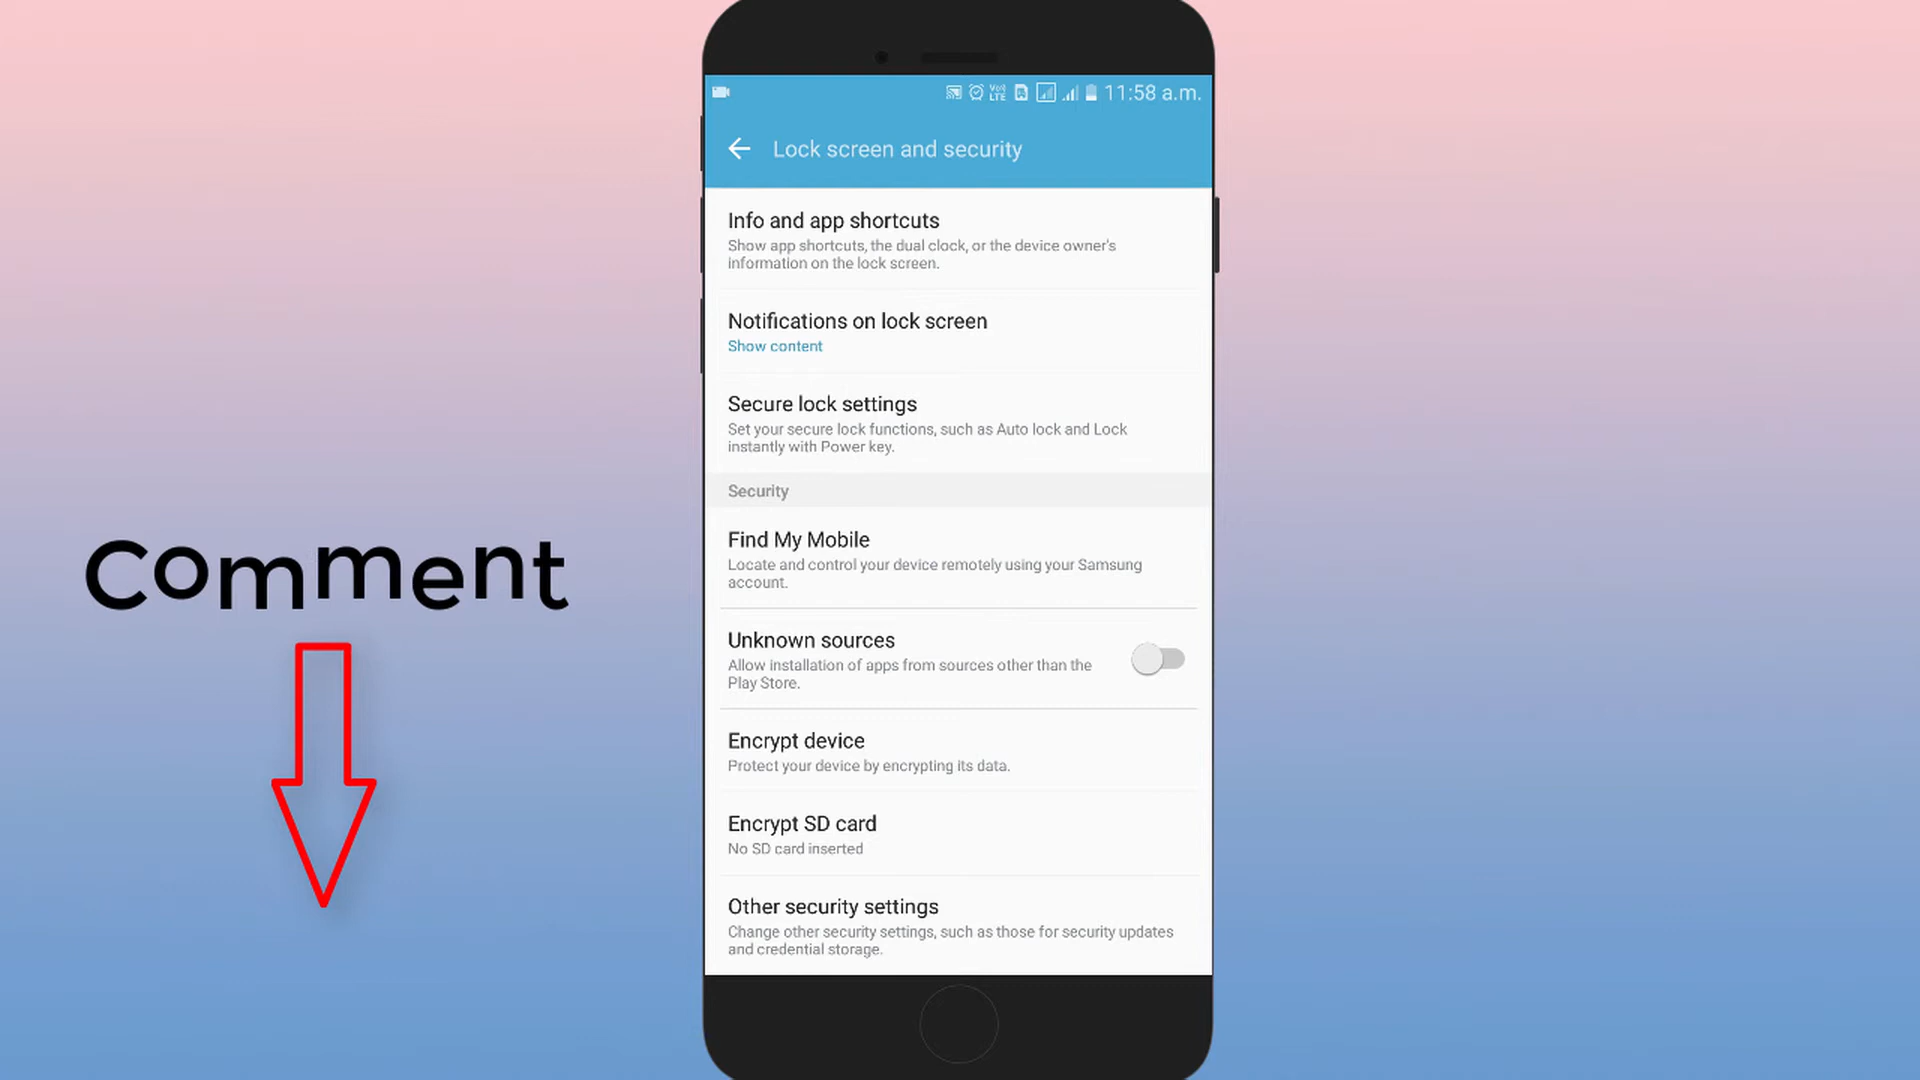 11:58 a.m.
Lock screen and security
Info and app shortcuts
Show app shortcuts, the dual clock, or the device owner's
information on the lock screen.
Notifications on lock screen
Show content
Secure lock settings
Set your secure lock functions, such as Auto lock and Lock
instantly with Power key.
Security
Find My Mobile
Locate and control your device remotely using your Samsung
account.
Unknown sources
Allow installation of apps from sources other than the
Play Store.
Encrypt device
Protect your device by encrypting its data.
Encrypt SD card
No SD card inserted
Other security settings
Change other security settings, such as those for security updates
and credential storage.
Comment